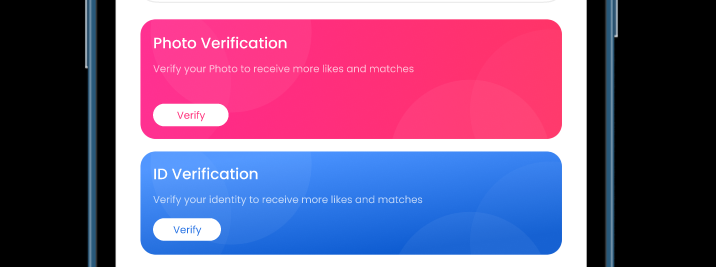 Photo Verification
Verify your Photo to receive more likes and matches
Verify
ID Verification
Verify your identity to receive more likes and matches
Verify